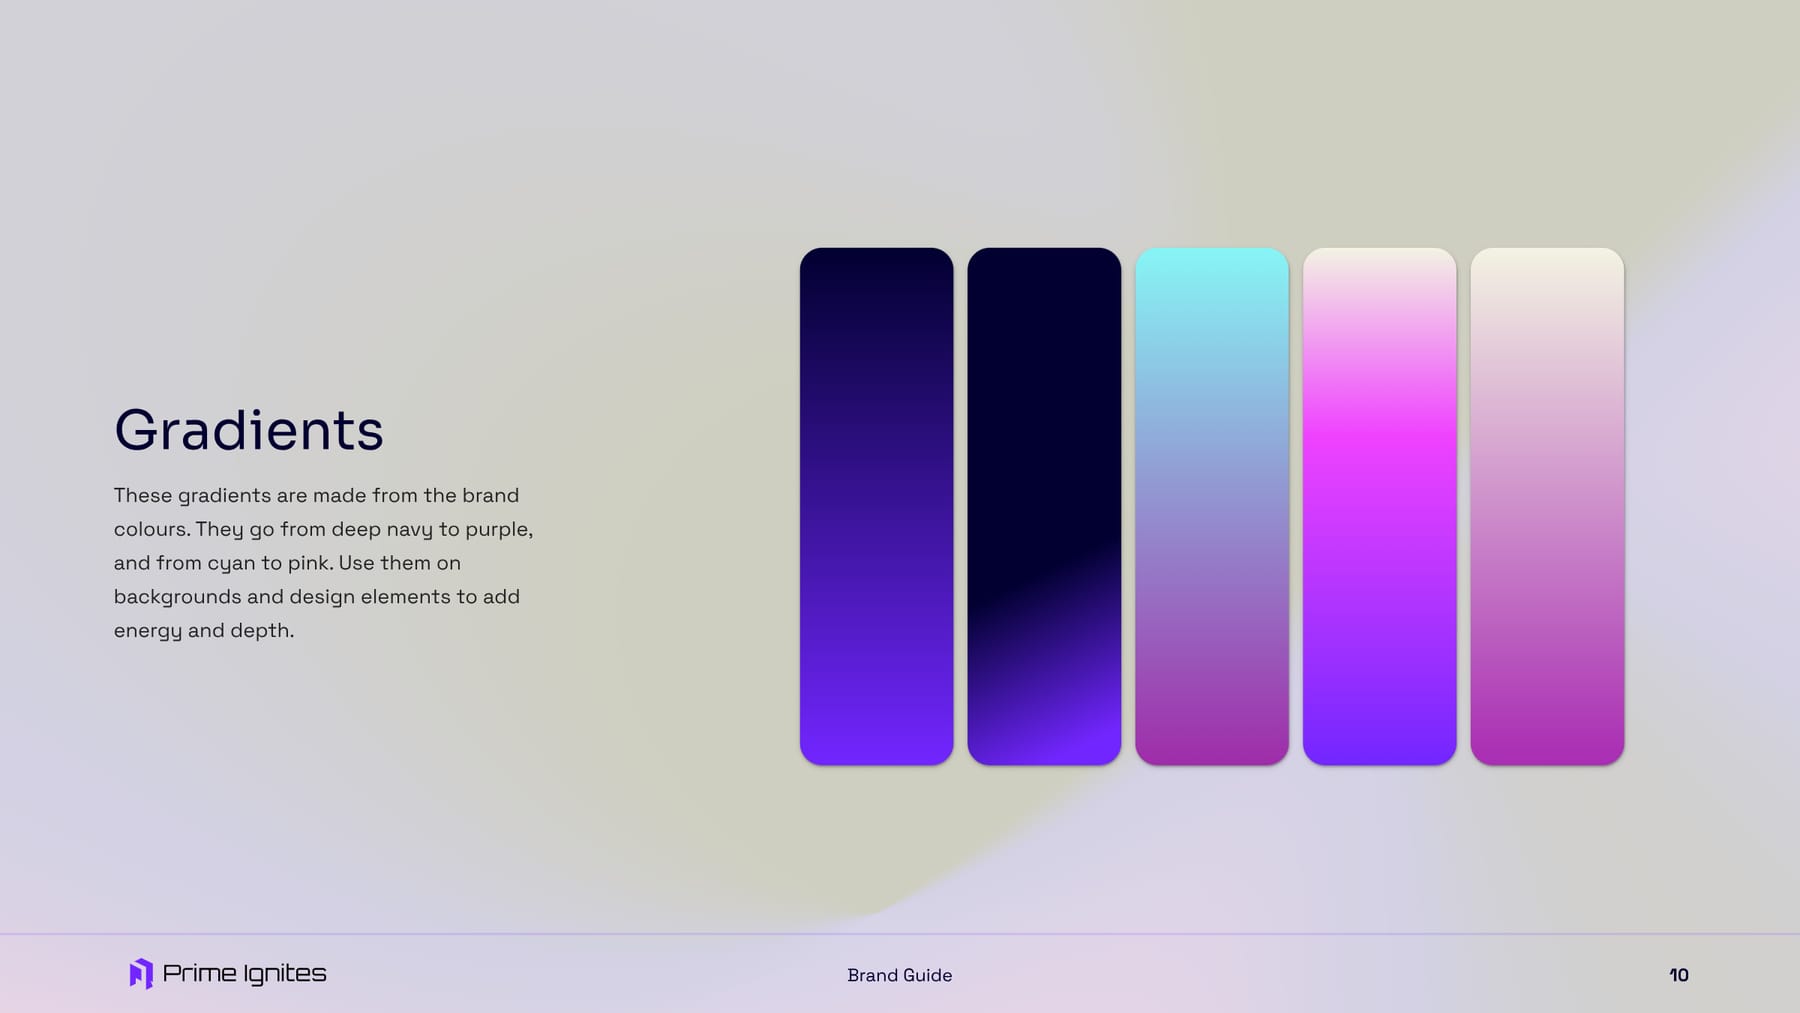 Gradients
These gradients are made from the brand
colours. They go from deep navy to purple,
and from cyan to pink. Use them on
backgrounds and design elements to add
energy and depth.
Prime Ignites
Brand Guide
10